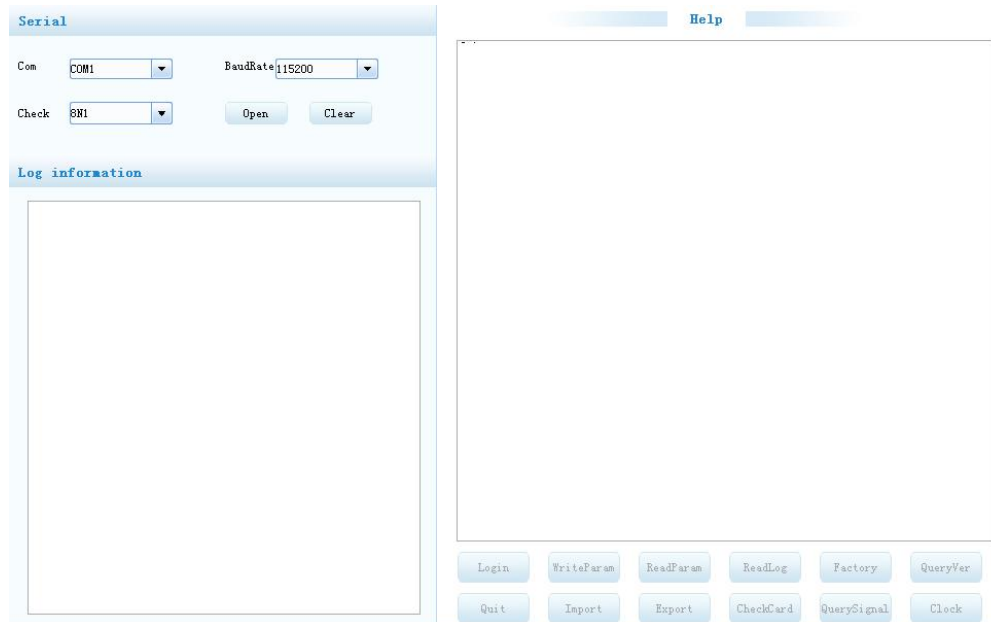 Serial
Com COM1 BaudRate 115200
Check 8N1 Open Clear
Log information
Help
Login WriteParam ReadParam ReadLog Factory QueryVer
Quit Import Export CheckCard QuerySignal Clock